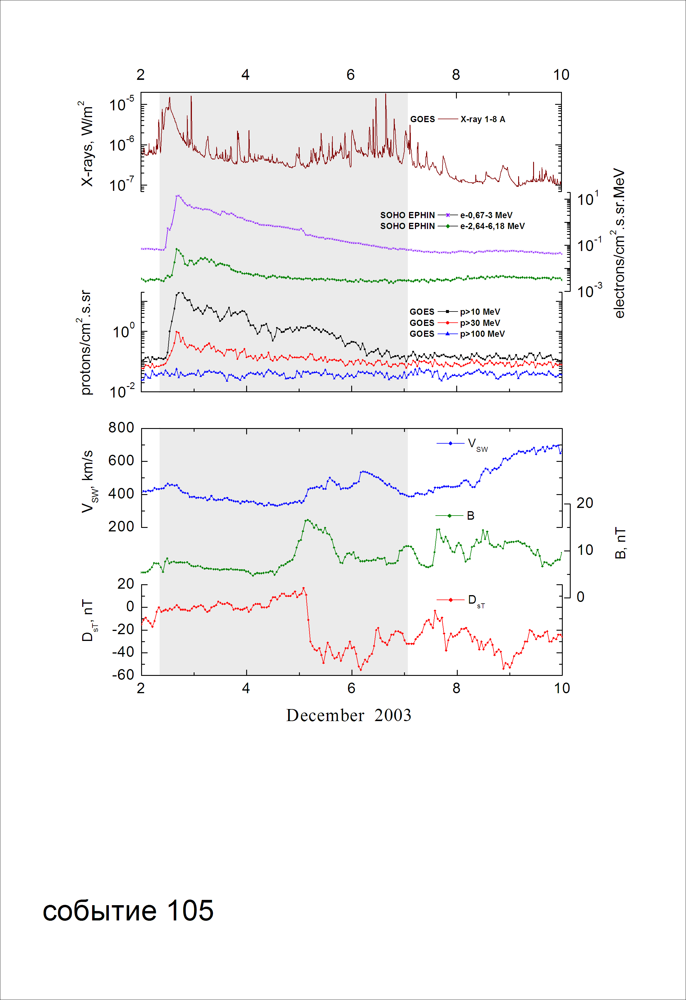 2 4 6 8 10
X-rays, W/m²
10⁻⁵
10⁻⁶
10⁻⁷
GOES X-ray 1-8 A
electrons/cm².s.sr.MeV
10¹
10⁻¹
10⁻³
SOHO EPHIN e-0,67-3 MeV
SOHO EPHIN e-2,64-6,18 MeV
protons/cm².s.sr
10⁰
10⁻²
GOES p>10 MeV
GOES p>30 MeV
GOES p>100 MeV
V_SW, km/s
800
600
400
200
V_SW
B, nT
20
10
0
B
D_sT, nT
20
0
-20
-40
-60
D_sT
2 4 6 8 10
December 2003
событие 105